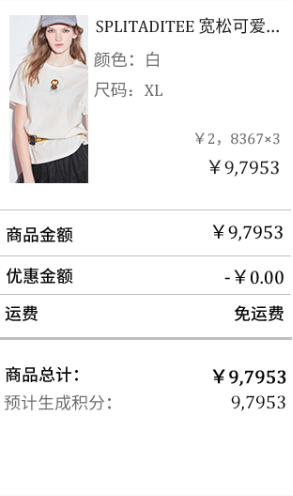 SPLITADITEE 宽松可爱...
颜色：白
尺码：XL
￥2，8367×3
￥9,7953
商品金额 ￥9,7953
优惠金额 -￥0.00
运费 免运费
商品总计： ￥9,7953
预计生成积分： 9,7953